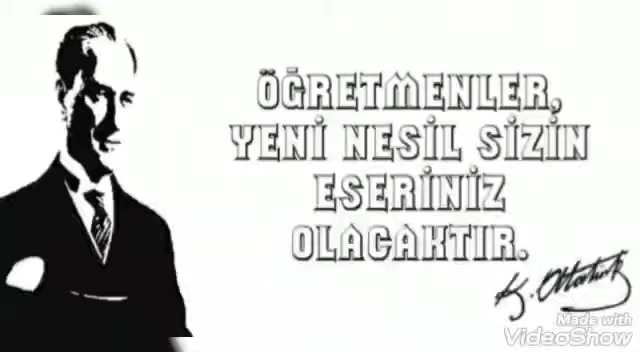 ÖĞRETMENLER,
YENİ NESİL SİZİN
ESERİNİZ
OLACAKTIR.
K. Atatürk
Made with
VideoShow